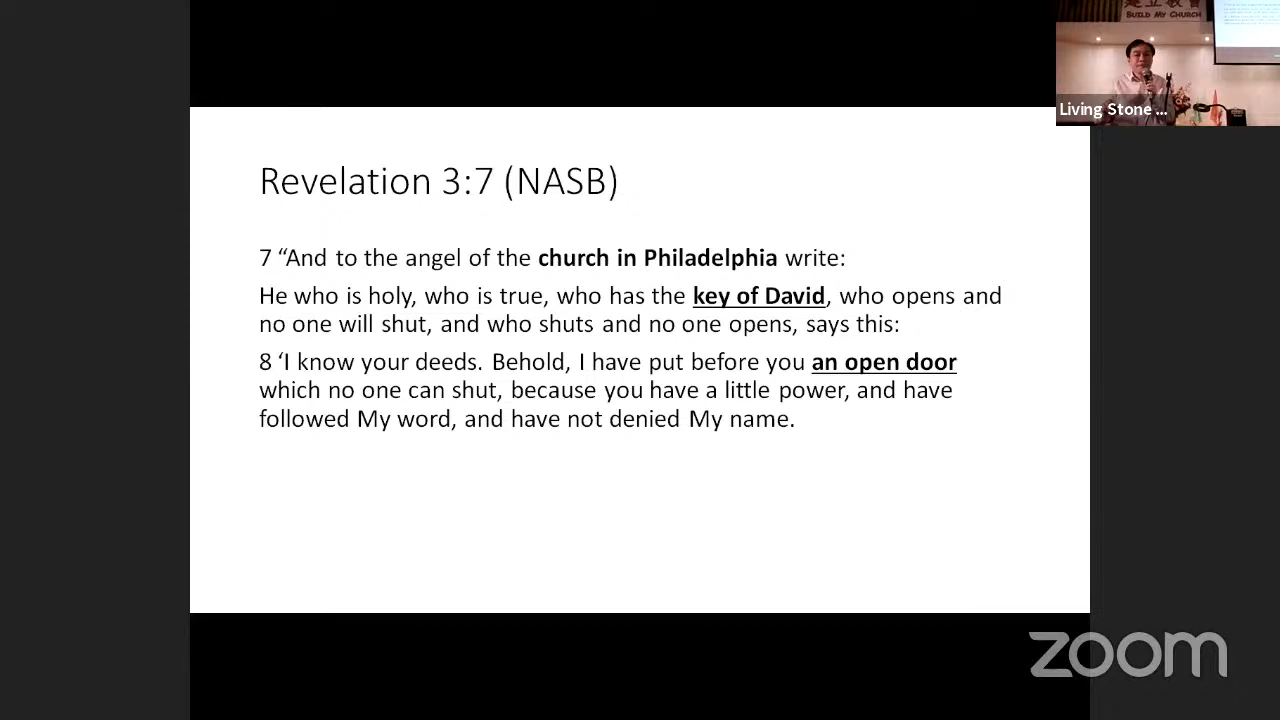 建立教會
BUILD MY CHURCH
Living Stone ...
Revelation 3:7 (NASB)
7 “And to the angel of the church in Philadelphia write:
He who is holy, who is true, who has the key of David, who opens and
no one will shut, and who shuts and no one opens, says this:
8 ‘I know your deeds. Behold, I have put before you an open door
which no one can shut, because you have a little power, and have
followed My word, and have not denied My name.
zoom